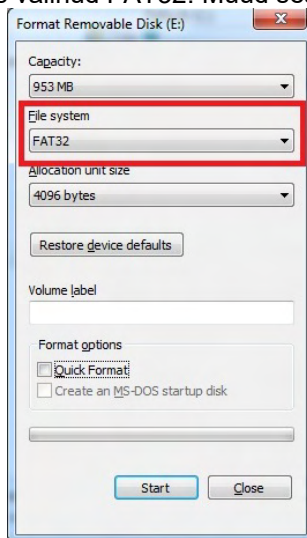 Format Removable Disk (E:)
Capacity:
953 MB
File system
FAT32
Allocation unit size
4096 bytes
Restore device defaults
Volume label
Format options
Quick Format
Create an MS-DOS startup disk
Start Close